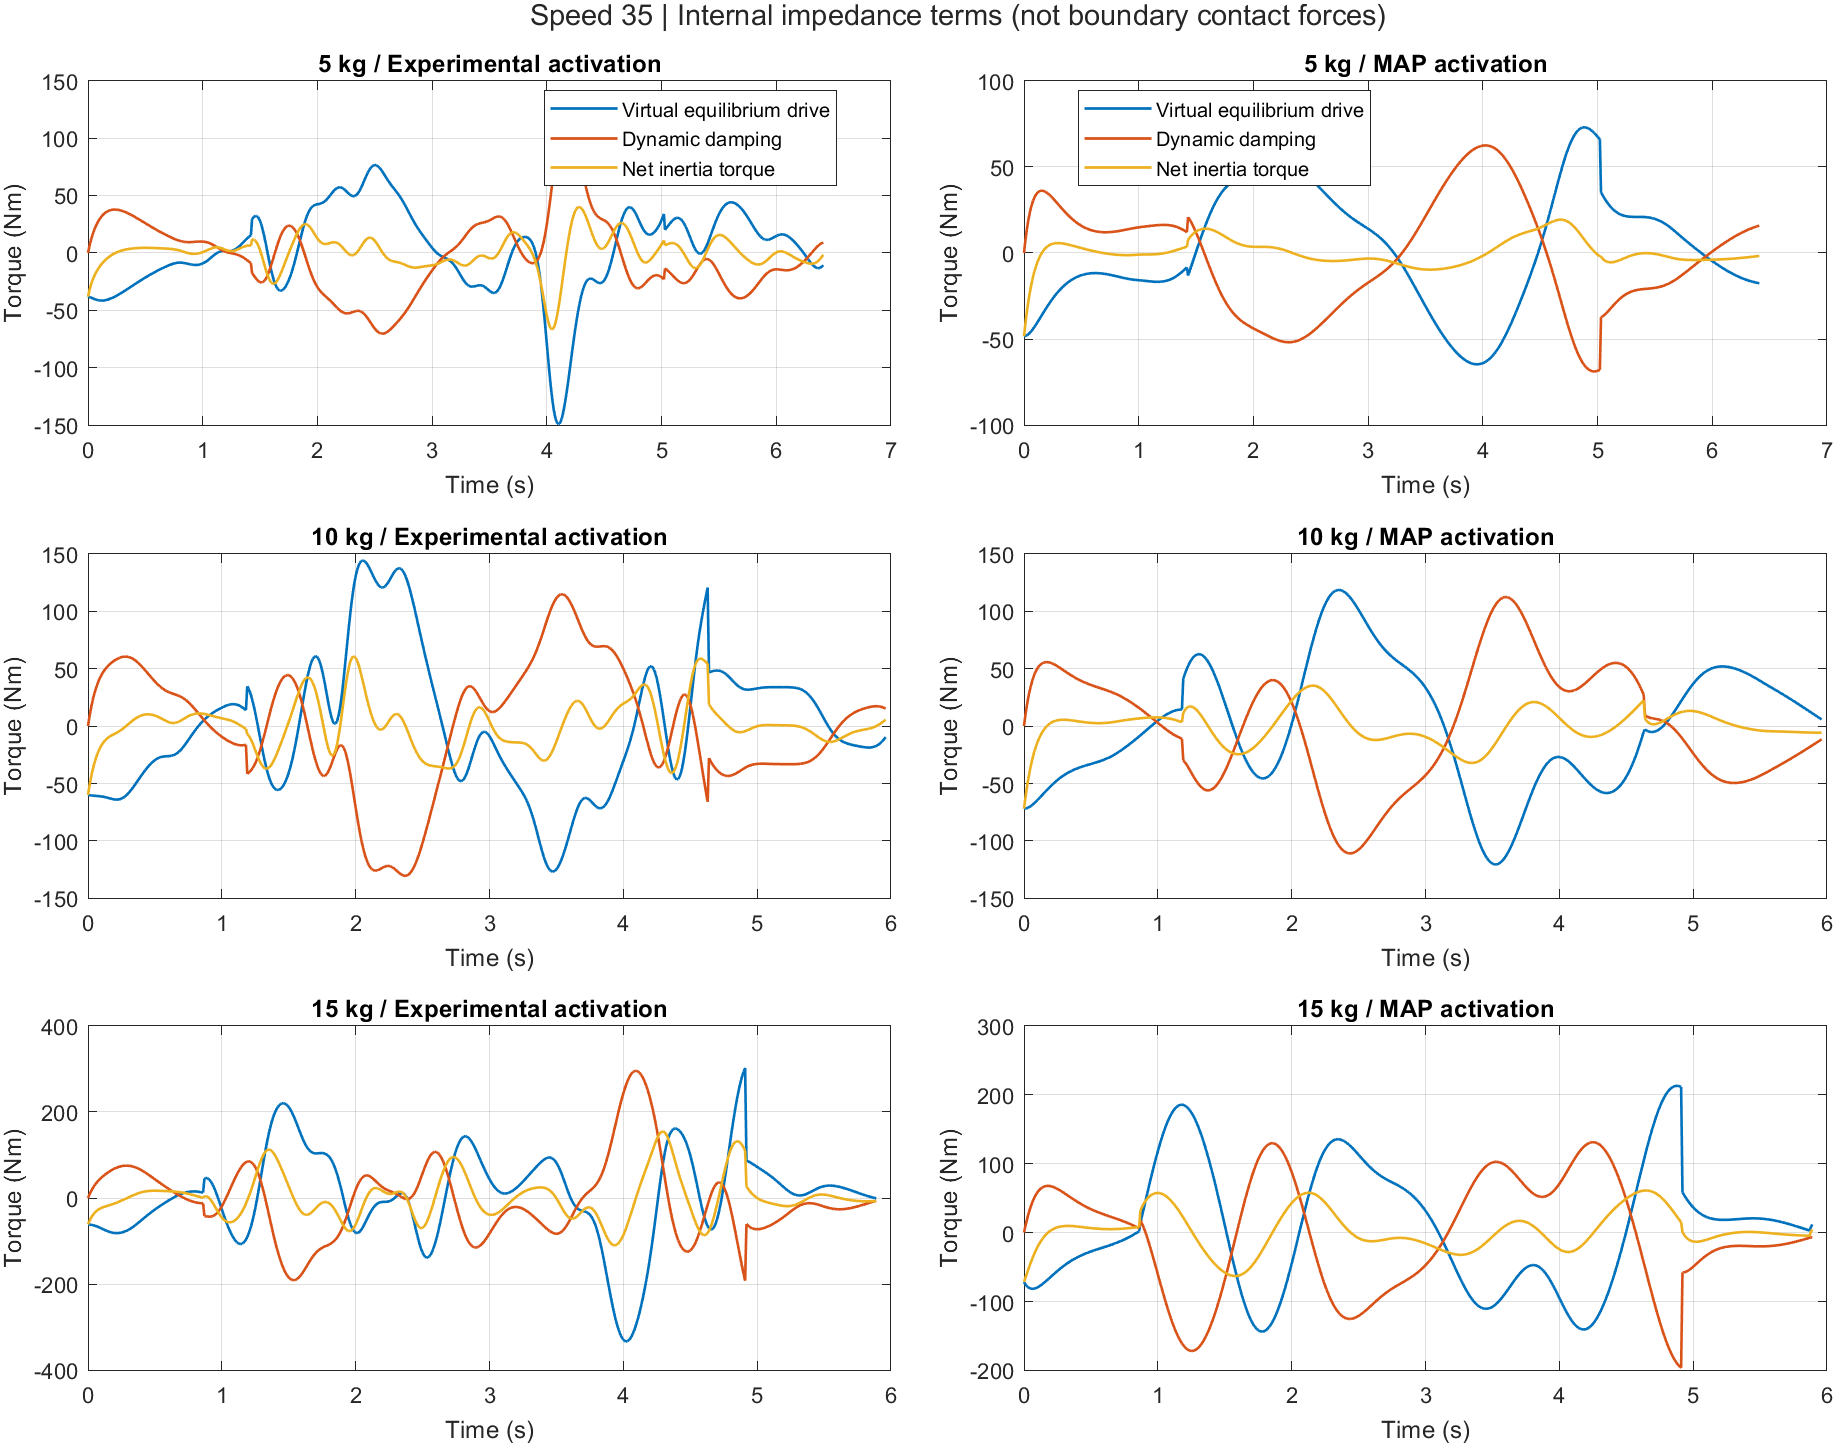 Speed 35 | Internal impedance terms (not boundary contact forces)
5 kg / Experimental activation
150
100
50
0
-50
-100
-150
Torque (Nm)
Virtual equilibrium drive
Dynamic damping
Net inertia torque
0 1 2 3 4 5 6 7
Time (s)
5 kg / MAP activation
100
50
0
-50
-100
Torque (Nm)
Virtual equilibrium drive
Dynamic damping
Net inertia torque
0 1 2 3 4 5 6 7
Time (s)
10 kg / Experimental activation
150
100
50
0
-50
-100
-150
Torque (Nm)
0 1 2 3 4 5 6
Time (s)
10 kg / MAP activation
150
100
50
0
-50
-100
-150
Torque (Nm)
0 1 2 3 4 5 6
Time (s)
15 kg / Experimental activation
400
200
0
-200
-400
Torque (Nm)
0 1 2 3 4 5 6
Time (s)
15 kg / MAP activation
300
200
100
0
-100
-200
Torque (Nm)
0 1 2 3 4 5 6
Time (s)